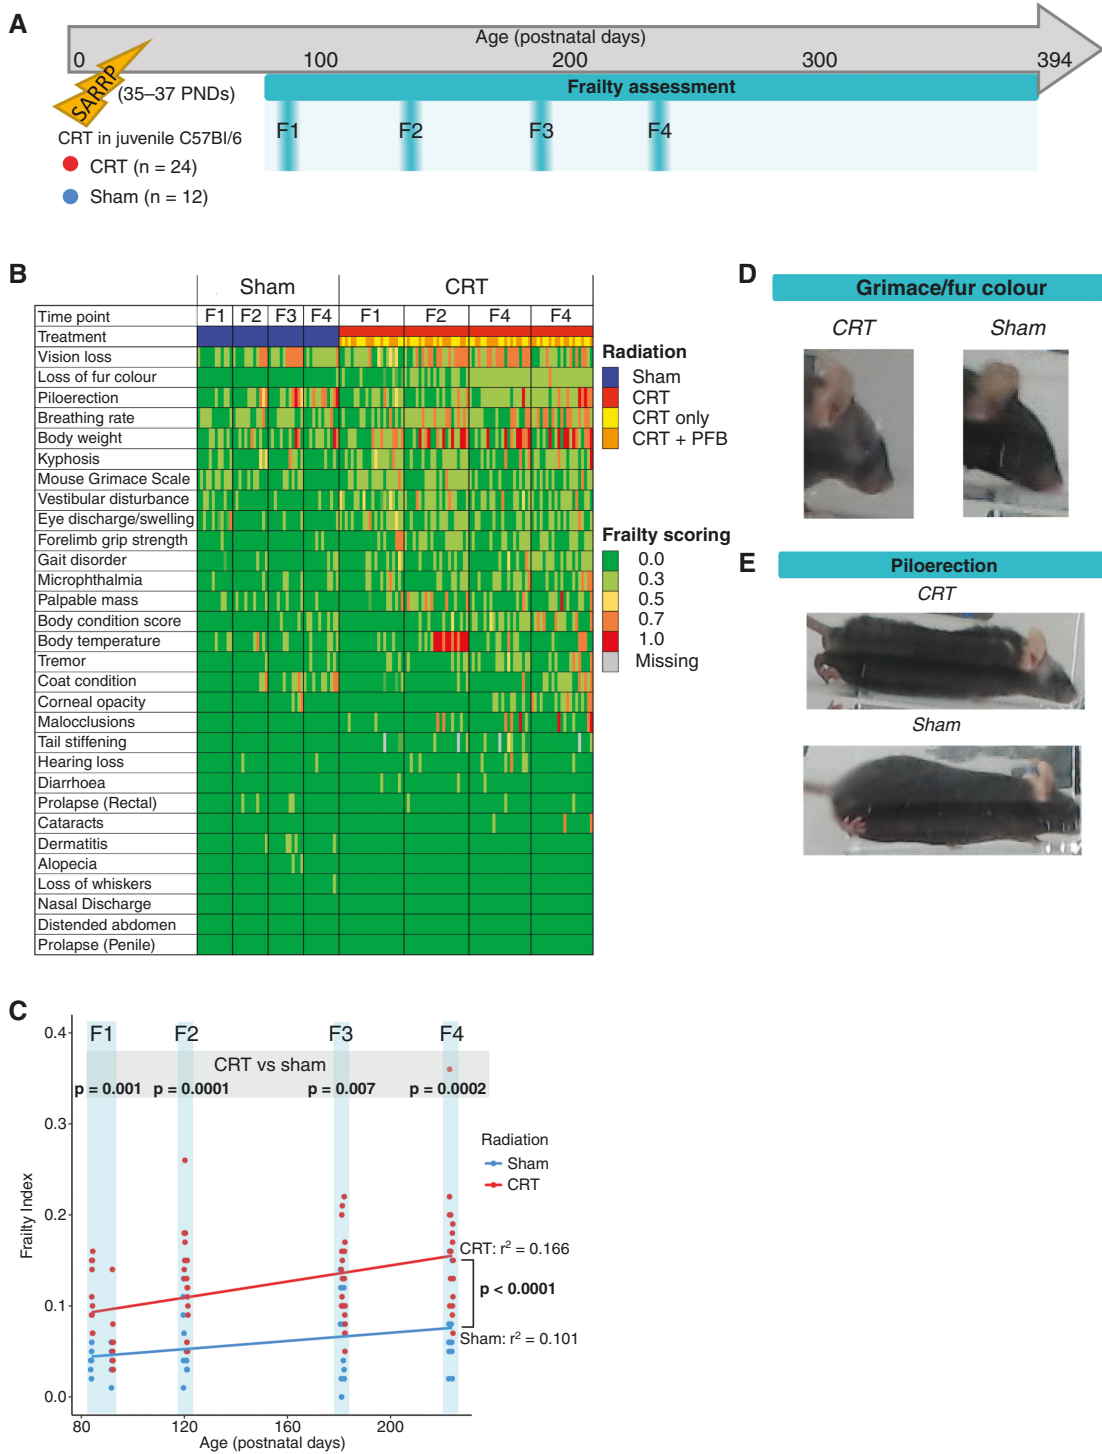 A
Age (postnatal days)
0 100 200 300 394
SARRP
(35–37 PNDs)
Frailty assessment
F1 F2 F3 F4
CRT in juvenile C57Bl/6
CRT (n = 24)
Sham (n = 12)
B
Sham CRT
Time point F1 F2 F3 F4 F1 F2 F4 F4
Treatment
Vision loss
Loss of fur colour
Piloerection
Breathing rate
Body weight
Kyphosis
Mouse Grimace Scale
Vestibular disturbance
Eye discharge/swelling
Forelimb grip strength
Gait disorder
Microphthalmia
Palpable mass
Body condition score
Body temperature
Tremor
Coat condition
Corneal opacity
Malocclusions
Tail stiffening
Hearing loss
Diarrhoea
Prolapse (Rectal)
Cataracts
Dermatitis
Alopecia
Loss of whiskers
Nasal Discharge
Distended abdomen
Prolapse (Penile)
Radiation
Sham
CRT
CRT only
CRT + PFB
Frailty scoring
0.0
0.3
0.5
0.7
1.0
Missing
D
Grimace/fur colour
CRT Sham
E
Piloerection
CRT
Sham
C
F1 F2 F3 F4
CRT vs sham
p = 0.001 p = 0.0001 p = 0.007 p = 0.0002
0.4
0.3
0.2
0.1
0.0
Frailty Index
Radiation
Sham
CRT
CRT: r² = 0.166
p < 0.0001
Sham: r² = 0.101
80 120 160 200
Age (postnatal days)